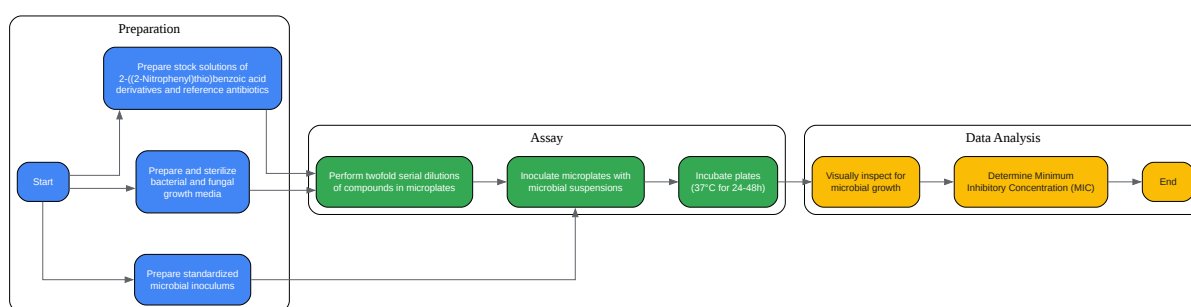 Preparation
Prepare stock solutions of
2-((2-Nitrophenyl)thio)benzoic acid
derivatives and reference antibiotics
Start
Prepare and sterilize
bacterial and fungal
growth media
Prepare standardized
microbial inoculums
Assay
Perform twofold serial dilutions
of compounds in microplates
Inoculate microplates with
microbial suspensions
Incubate plates
(37°C for 24-48h)
Data Analysis
Visually inspect for
microbial growth
Determine Minimum
Inhibitory Concentration (MIC)
End